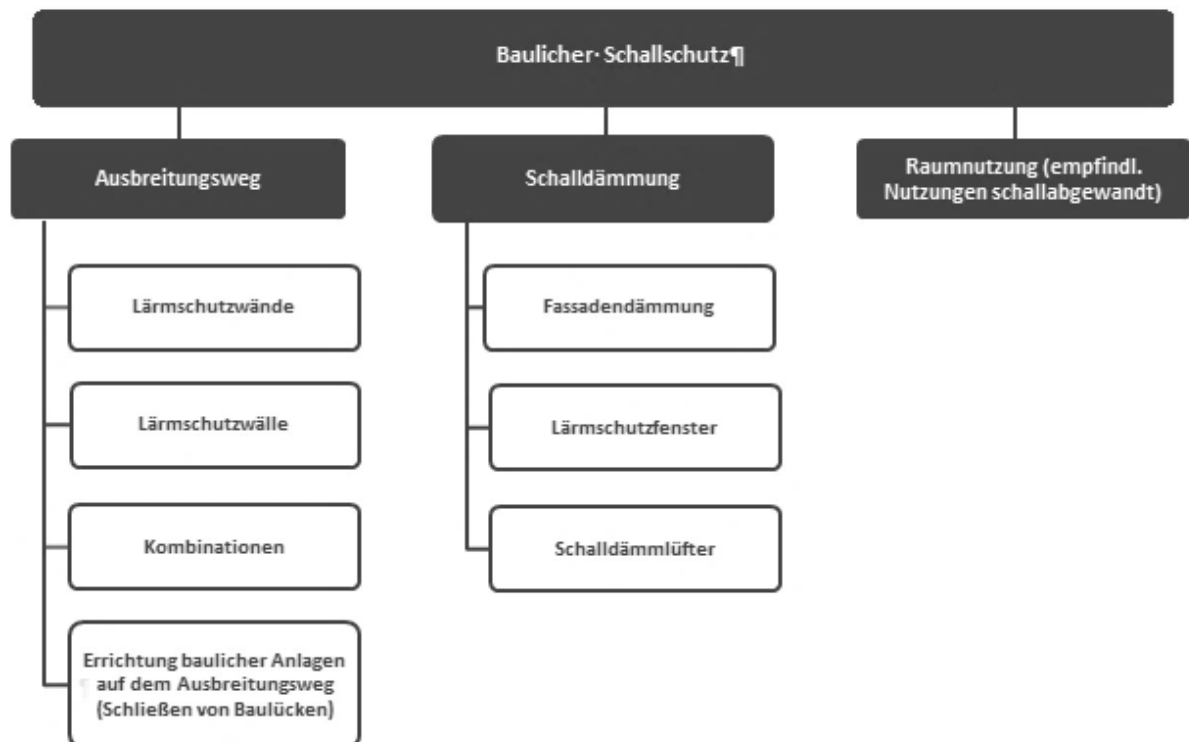 Baulicher· Schallschutz¶
Ausbreitungsweg
Schalldämmung
Raumnutzung (empfindl.
Nutzungen schallabgewandt)
Lärmschutzwände
Lärmschutzwälle
Kombinationen
Errichtung baulicher Anlagen
¶ auf dem Ausbreitungsweg
(Schließen von Baulücken)
Fassadendämmung
Lärmschutzfenster
Schalldämmlüfter